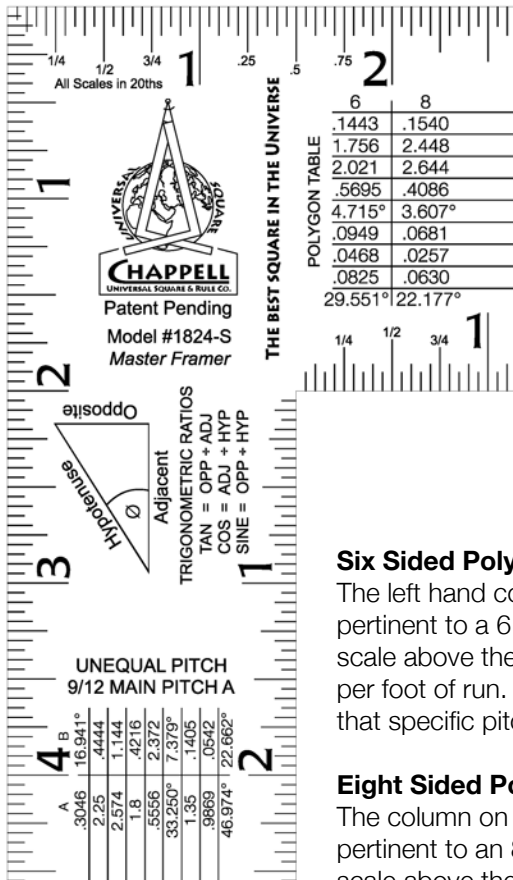 1/4 1/2 3/4 1 .25 .5 .75 2
All Scales in 20ths
1
2
3
4
UNIVERSAL SQUARE
CHAPPELL
UNIVERSAL SQUARE & RULE CO.
Patent Pending
Model #1824-S
Master Framer
THE BEST SQUARE IN THE UNIVERSE
POLYGON TABLE
6 8
.1443 .1540
1.756 2.448
2.021 2.644
.5695 .4086
4.715° 3.607°
.0949 .0681
.0468 .0257
.0825 .0630
29.551° 22.177°
1/4 1/2 3/4 1
Opposite
Hypotenuse
Adjacent
Ø
TRIGONOMETRIC RATIOS
TAN = OPP ÷ ADJ
COS = ADJ ÷ HYP
SINE = OPP ÷ HYP
1
2
UNEQUAL PITCH
9/12 MAIN PITCH A
A B
.3046 16.941°
2.25 .4444
2.574 1.144
1.8 .4216
.5556 2.372
33.250° 7.379°
1.35 .1405
.9869 .0542
46.974° 22.662°
Six Sided Poly
The left hand co
pertinent to a 6
scale above the
per foot of run.
that specific pitc
Eight Sided Po
The column on
pertinent to an 8
scale above the